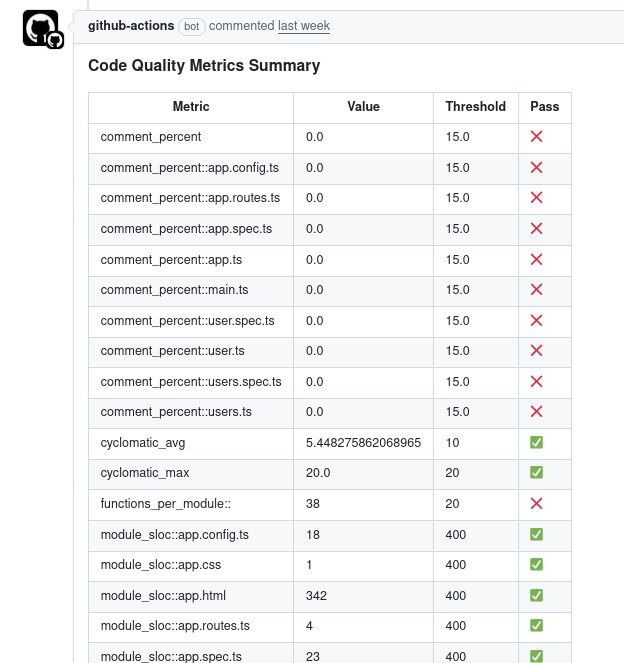 github-actions bot commented last week
Code Quality Metrics Summary
Metric Value Threshold Pass
comment_percent 0.0 15.0 ❌
comment_percent::app.config.ts 0.0 15.0 ❌
comment_percent::app.routes.ts 0.0 15.0 ❌
comment_percent::app.spec.ts 0.0 15.0 ❌
comment_percent::app.ts 0.0 15.0 ❌
comment_percent::main.ts 0.0 15.0 ❌
comment_percent::user.spec.ts 0.0 15.0 ❌
comment_percent::user.ts 0.0 15.0 ❌
comment_percent::users.spec.ts 0.0 15.0 ❌
comment_percent::users.ts 0.0 15.0 ❌
cyclomatic_avg 5.448275862068965 10 ✅
cyclomatic_max 20.0 20 ✅
functions_per_module:: 38 20 ❌
module_sloc::app.config.ts 18 400 ✅
module_sloc::app.css 1 400 ✅
module_sloc::app.html 342 400 ✅
module_sloc::app.routes.ts 4 400 ✅
module_sloc::app.spec.ts 23 400 ✅